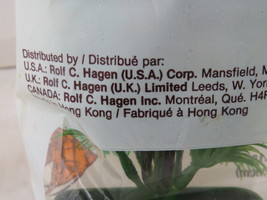 Distributed by / Distribué par:
U.S.A.: Rolf C. Hagen (U.S.A.) Corp. Mansfield,
U.K.: Rolf C. Hagen (U.K.) Limited Leeds, W.
CANADA: Rolf C. Hagen Inc. Montréal, Qué.
Hong Kong / Fabriqué à Hong Kong